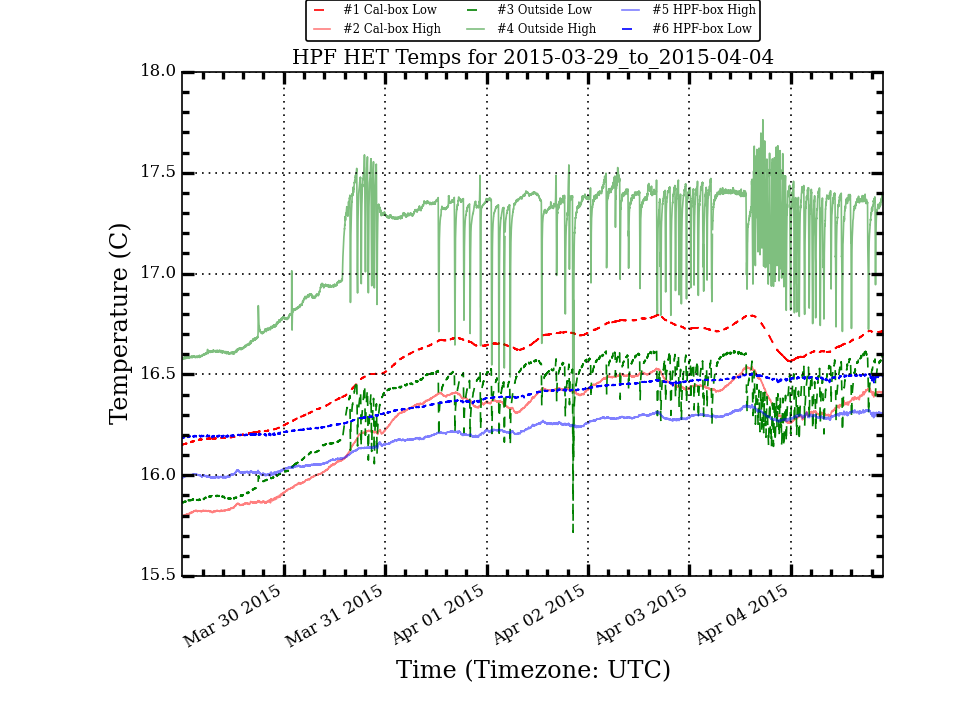 #1 Cal-box Low #3 Outside Low #5 HPF-box High
#2 Cal-box High #4 Outside High #6 HPF-box Low
HPF HET Temps for 2015-03-29_to_2015-04-04
18.0
17.5
17.0
16.5
16.0
15.5
Temperature (C)
Mar 30 2015 Mar 31 2015 Apr 01 2015 Apr 02 2015 Apr 03 2015 Apr 04 2015
Time (Timezone: UTC)